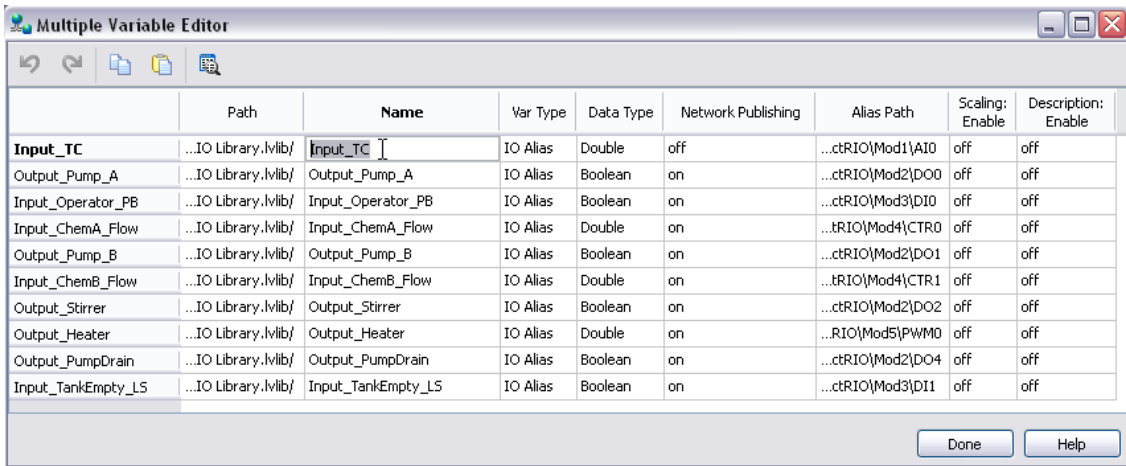 Multiple Variable Editor
Path Name Var Type Data Type Network Publishing Alias Path Scaling: Enable Description: Enable
Input_TC ...IO Library.lvlib/ Input_TC IO Alias Double off ...ctRIO\Mod1\AI0 off off
Output_Pump_A ...IO Library.lvlib/ Output_Pump_A IO Alias Boolean on ...ctRIO\Mod2\DO0 off off
Input_Operator_PB ...IO Library.lvlib/ Input_Operator_PB IO Alias Boolean on ...ctRIO\Mod3\DI0 off off
Input_ChemA_Flow ...IO Library.lvlib/ Input_ChemA_Flow IO Alias Double on ...tRIO\Mod4\CTR0 off off
Output_Pump_B ...IO Library.lvlib/ Output_Pump_B IO Alias Boolean on ...ctRIO\Mod2\DO1 off off
Input_ChemB_Flow ...IO Library.lvlib/ Input_ChemB_Flow IO Alias Double on ...tRIO\Mod4\CTR1 off off
Output_Stirrer ...IO Library.lvlib/ Output_Stirrer IO Alias Boolean on ...ctRIO\Mod2\DO2 off off
Output_Heater ...IO Library.lvlib/ Output_Heater IO Alias Double on ...RIO\Mod5\PWM0 off off
Output_PumpDrain ...IO Library.lvlib/ Output_PumpDrain IO Alias Boolean on ...ctRIO\Mod2\DO4 off off
Input_TankEmpty_LS ...IO Library.lvlib/ Input_TankEmpty_LS IO Alias Boolean on ...ctRIO\Mod3\DI1 off off
Done Help